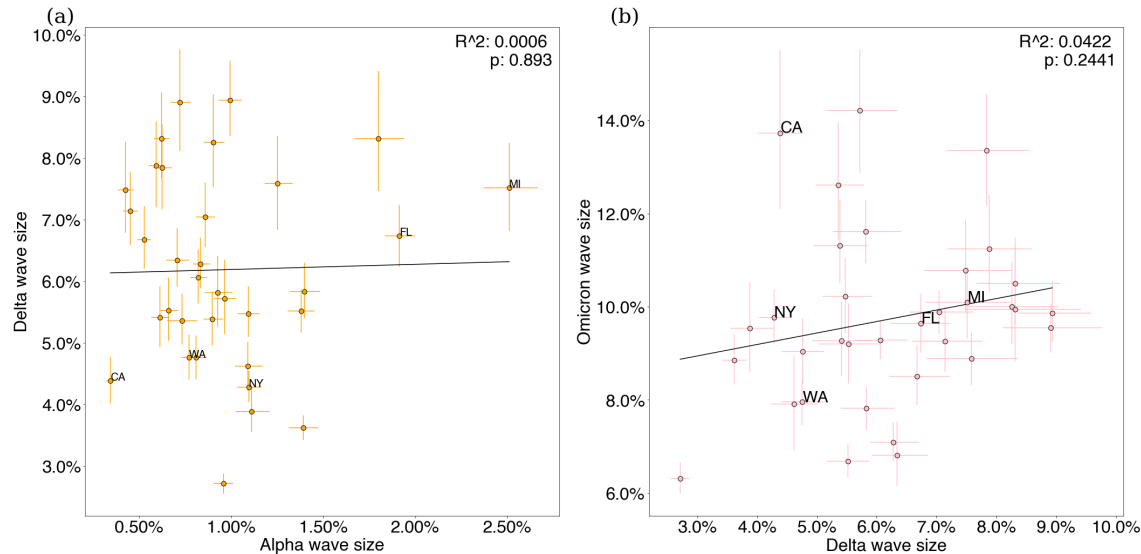 (a)
R^2: 0.0006
p: 0.893
10.0%
9.0%
8.0%
7.0%
6.0%
5.0%
4.0%
3.0%
Delta wave size
MI
FL
WA
CA
NY
0.50%
1.00%
1.50%
2.00%
2.50%
Alpha wave size
(b)
R^2: 0.0422
p: 0.2441
14.0%
12.0%
10.0%
8.0%
6.0%
Omicron wave size
CA
NY
MI
FL
WA
3.0%
4.0%
5.0%
6.0%
7.0%
8.0%
9.0%
10.0%
Delta wave size